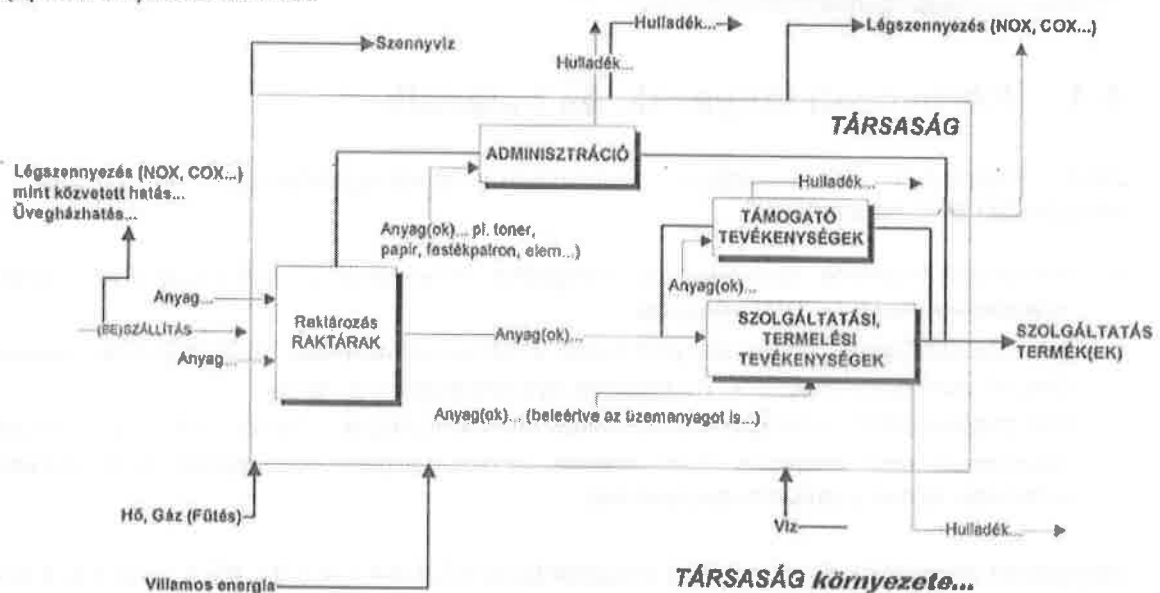 Hulladék...
Légszennyezés (NOX, COX...)
Szennyvíz
Hulladék...
TÁRSASÁG
ADMINISZTRÁCIÓ
Légszennyezés (NOX, COX...)
mint közvetett hatás...
Üvegházhatás...
Hulladék...
TÁMOGATÓ
TEVÉKENYSÉGEK
Anyag(ok)... pl. toner,
papír, festékpatron, elem...)
Anyag(ok)...
Anyag...
Raktározás
RAKTÁRAK
(BE)SZÁLLÍTÁS
Anyag(ok)...
SZOLGÁLTATÁSI,
TERMELÉSI
TEVÉKENYSÉGEK
SZOLGÁLTATÁS
TERMÉK(EK)
Anyag...
Anyag(ok)... (beleértve az üzemanyagot is...)
Hő, Gáz (Fűtés)
Víz
Hulladék...
Villamos energia
TÁRSASÁG környezete...